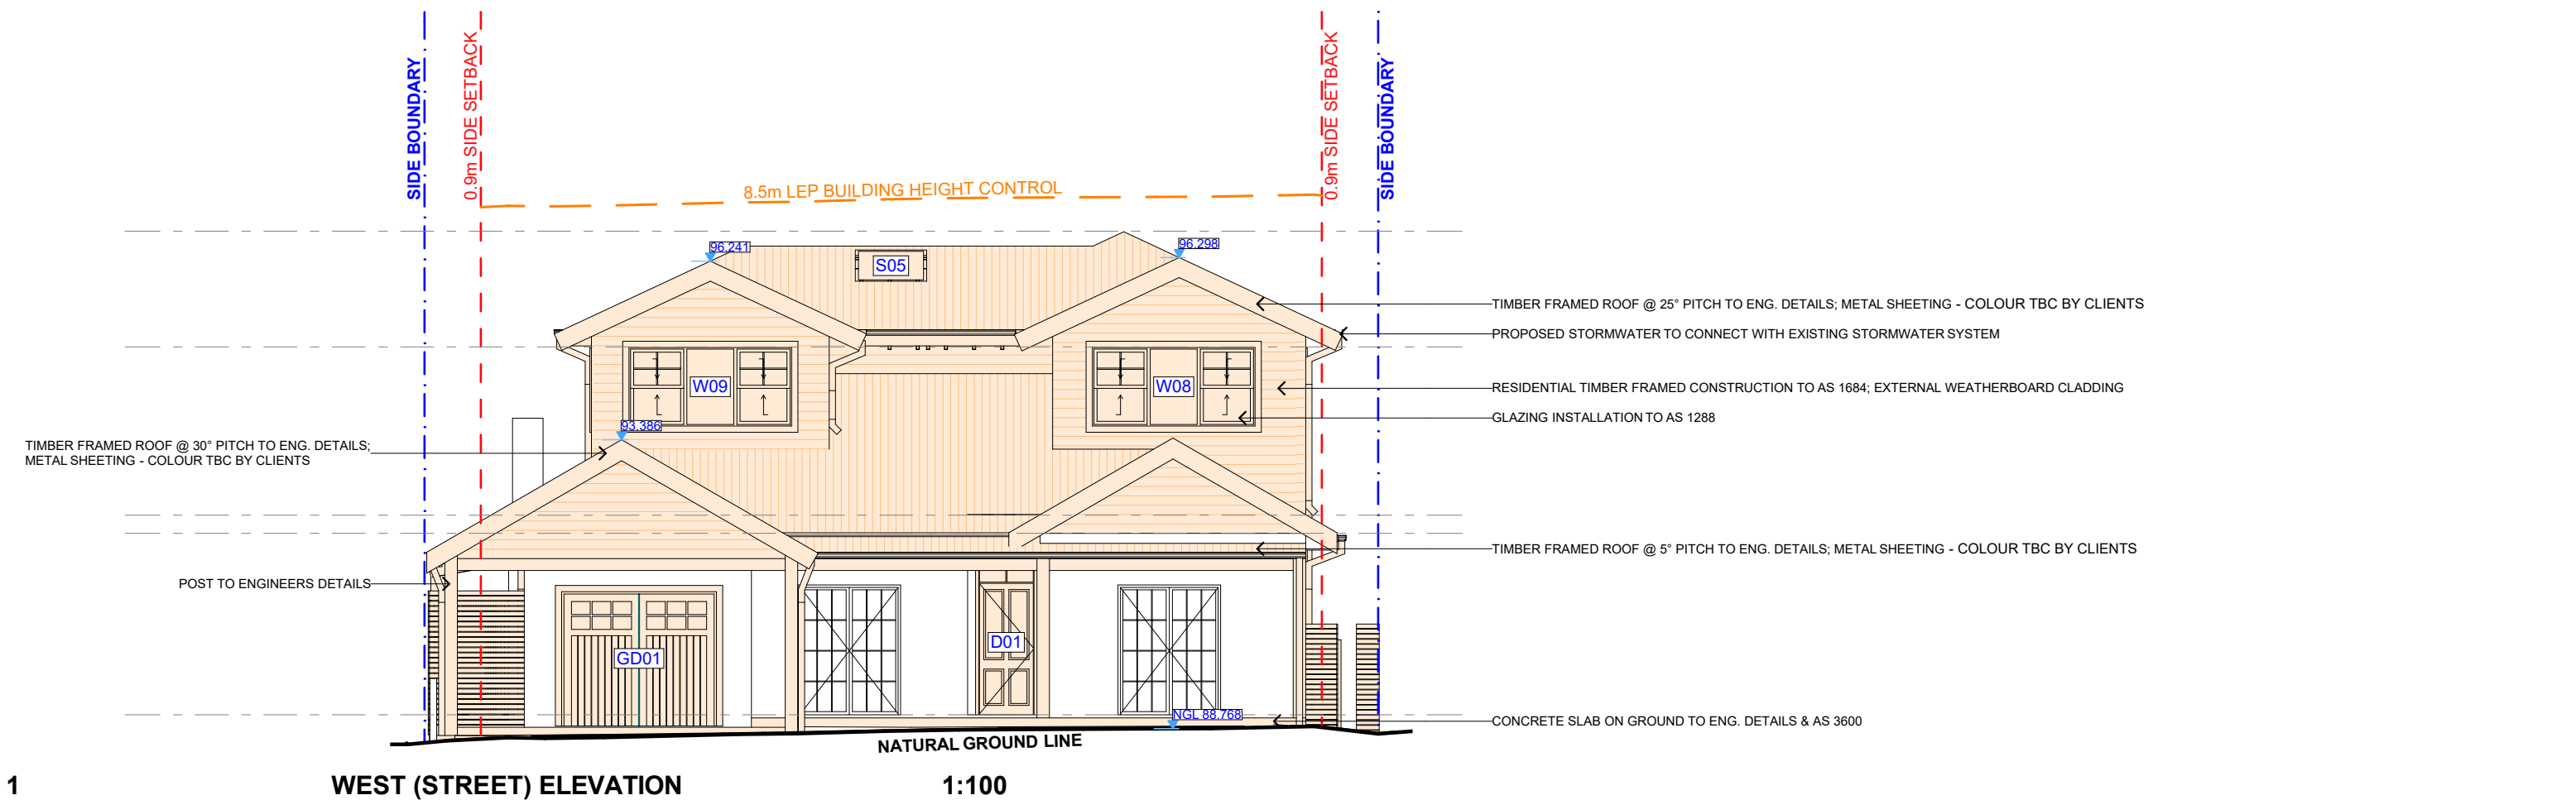 SIDE BOUNDARY
0.9m SIDE SETBACK
0.9m SIDE SETBACK
SIDE BOUNDARY
8.5m LEP BUILDING HEIGHT CONTROL
96.241
96.298
S05
TIMBER FRAMED ROOF @ 25° PITCH TO ENG. DETAILS; METAL SHEETING - COLOUR TBC BY CLIENTS
PROPOSED STORMWATER TO CONNECT WITH EXISTING STORMWATER SYSTEM
W09
W08
RESIDENTIAL TIMBER FRAMED CONSTRUCTION TO AS 1684; EXTERNAL WEATHERBOARD CLADDING
GLAZING INSTALLATION TO AS 1288
93.386
TIMBER FRAMED ROOF @ 30° PITCH TO ENG. DETAILS;
METAL SHEETING - COLOUR TBC BY CLIENTS
TIMBER FRAMED ROOF @ 5° PITCH TO ENG. DETAILS; METAL SHEETING - COLOUR TBC BY CLIENTS
POST TO ENGINEERS DETAILS
D01
GD01
NGL 88.768
CONCRETE SLAB ON GROUND TO ENG. DETAILS & AS 3600
NATURAL GROUND LINE
1
WEST (STREET) ELEVATION
1:100